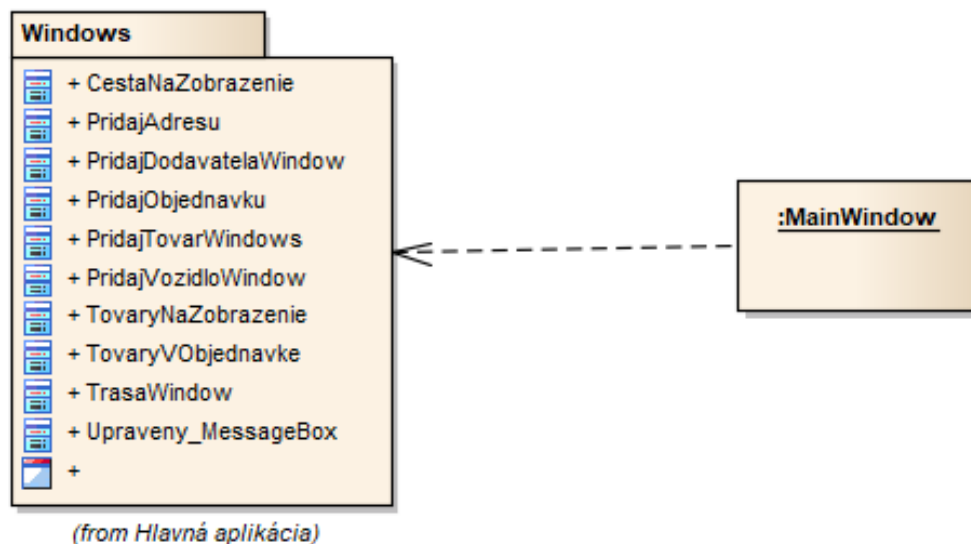 Windows
+ CestaNaZobrazenie
+ PridajAdresu
+ PridajDodavatelaWindow
+ PridajObjednavku
+ PridajTovarWindows
+ PridajVozidloWindow
+ TovaryNaZobrazenie
+ TovaryVObjednavke
+ TrasaWindow
+ Upraveny_MessageBox
+
(from Hlavná aplikácia)
:MainWindow